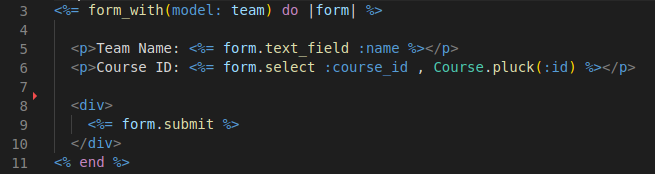 3 <%= form_with(model: team) do |form| %>
4
5   <p>Team Name: <%= form.text_field :name %></p>
6   <p>Course ID: <%= form.select :course_id , Course.pluck(:id) %></p>
7
8   <div>
9     <%= form.submit %>
10   </div>
11 <% end %>